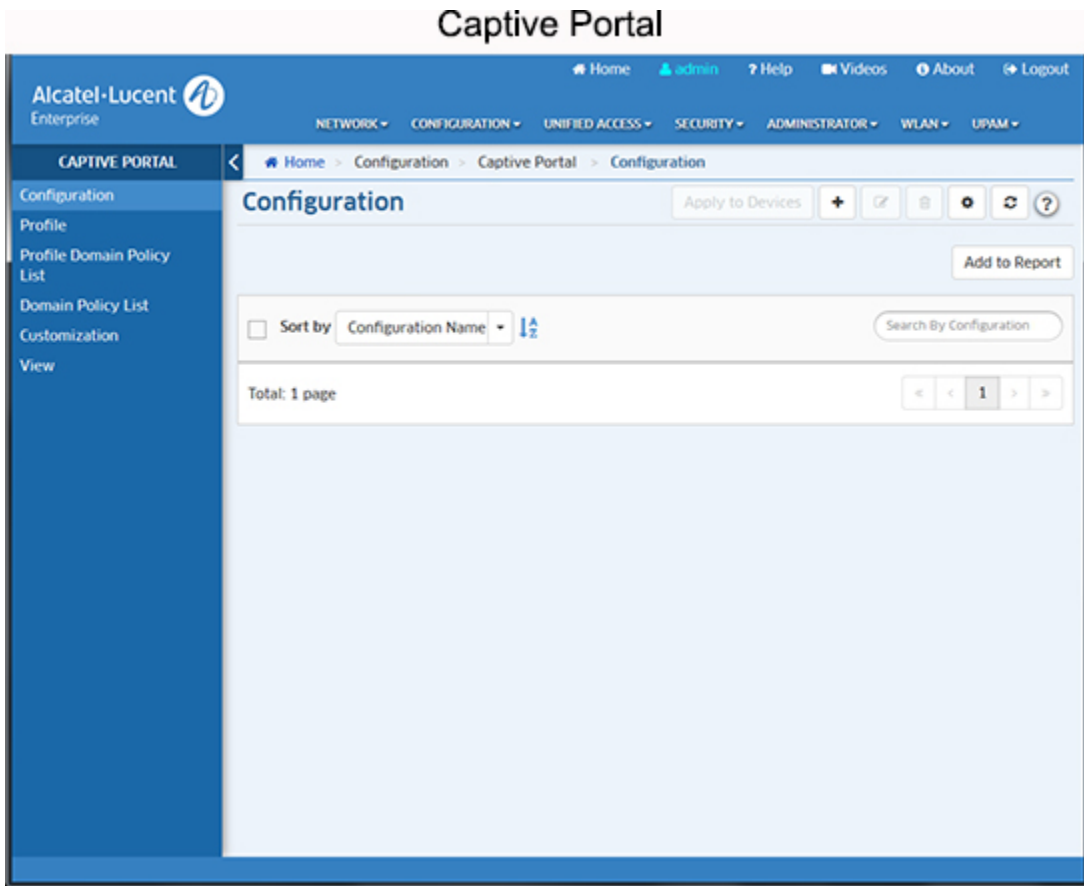 Captive Portal
Home admin ? Help Videos About Logout
Alcatel·Lucent
Enterprise
NETWORK CONFIGURATION UNIFIED ACCESS SECURITY ADMINISTRATOR WLAN UPAM
CAPTIVE PORTAL
Home > Configuration > Captive Portal > Configuration
Configuration
Profile
Profile Domain Policy
List
Domain Policy List
Customization
View
Configuration
Apply to Devices
Add to Report
Sort by Configuration Name
Search By Configuration
Total: 1 page
« < 1 > »